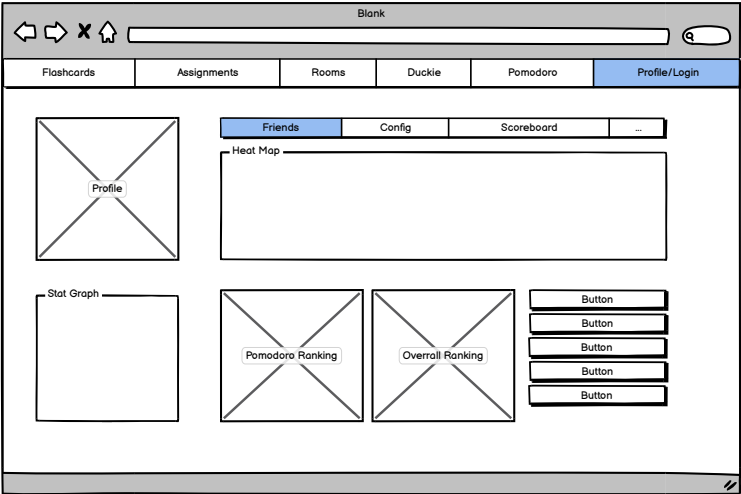 Blank
Flashcards Assignments Rooms Duckie Pomodoro Profile/Login
Friends Config Scoreboard ...
Heat Map
Profile
Stat Graph
Pomodoro Ranking
Overrall Ranking
Button
Button
Button
Button
Button